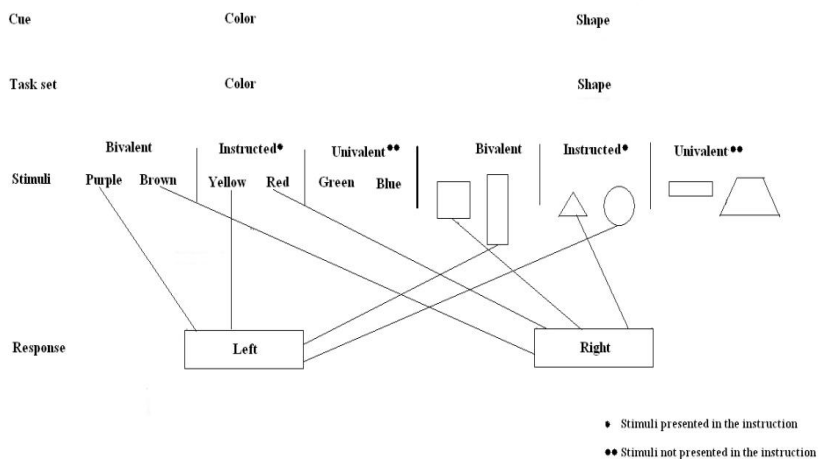 Cue Color Shape
Task set Color Shape
Bivalent Instructed• Univalent•• Bivalent Instructed• Univalent••
Stimuli Purple Brown Yellow Red Green Blue
Response Left Right
• Stimuli presented in the instruction
•• Stimuli not presented in the instruction